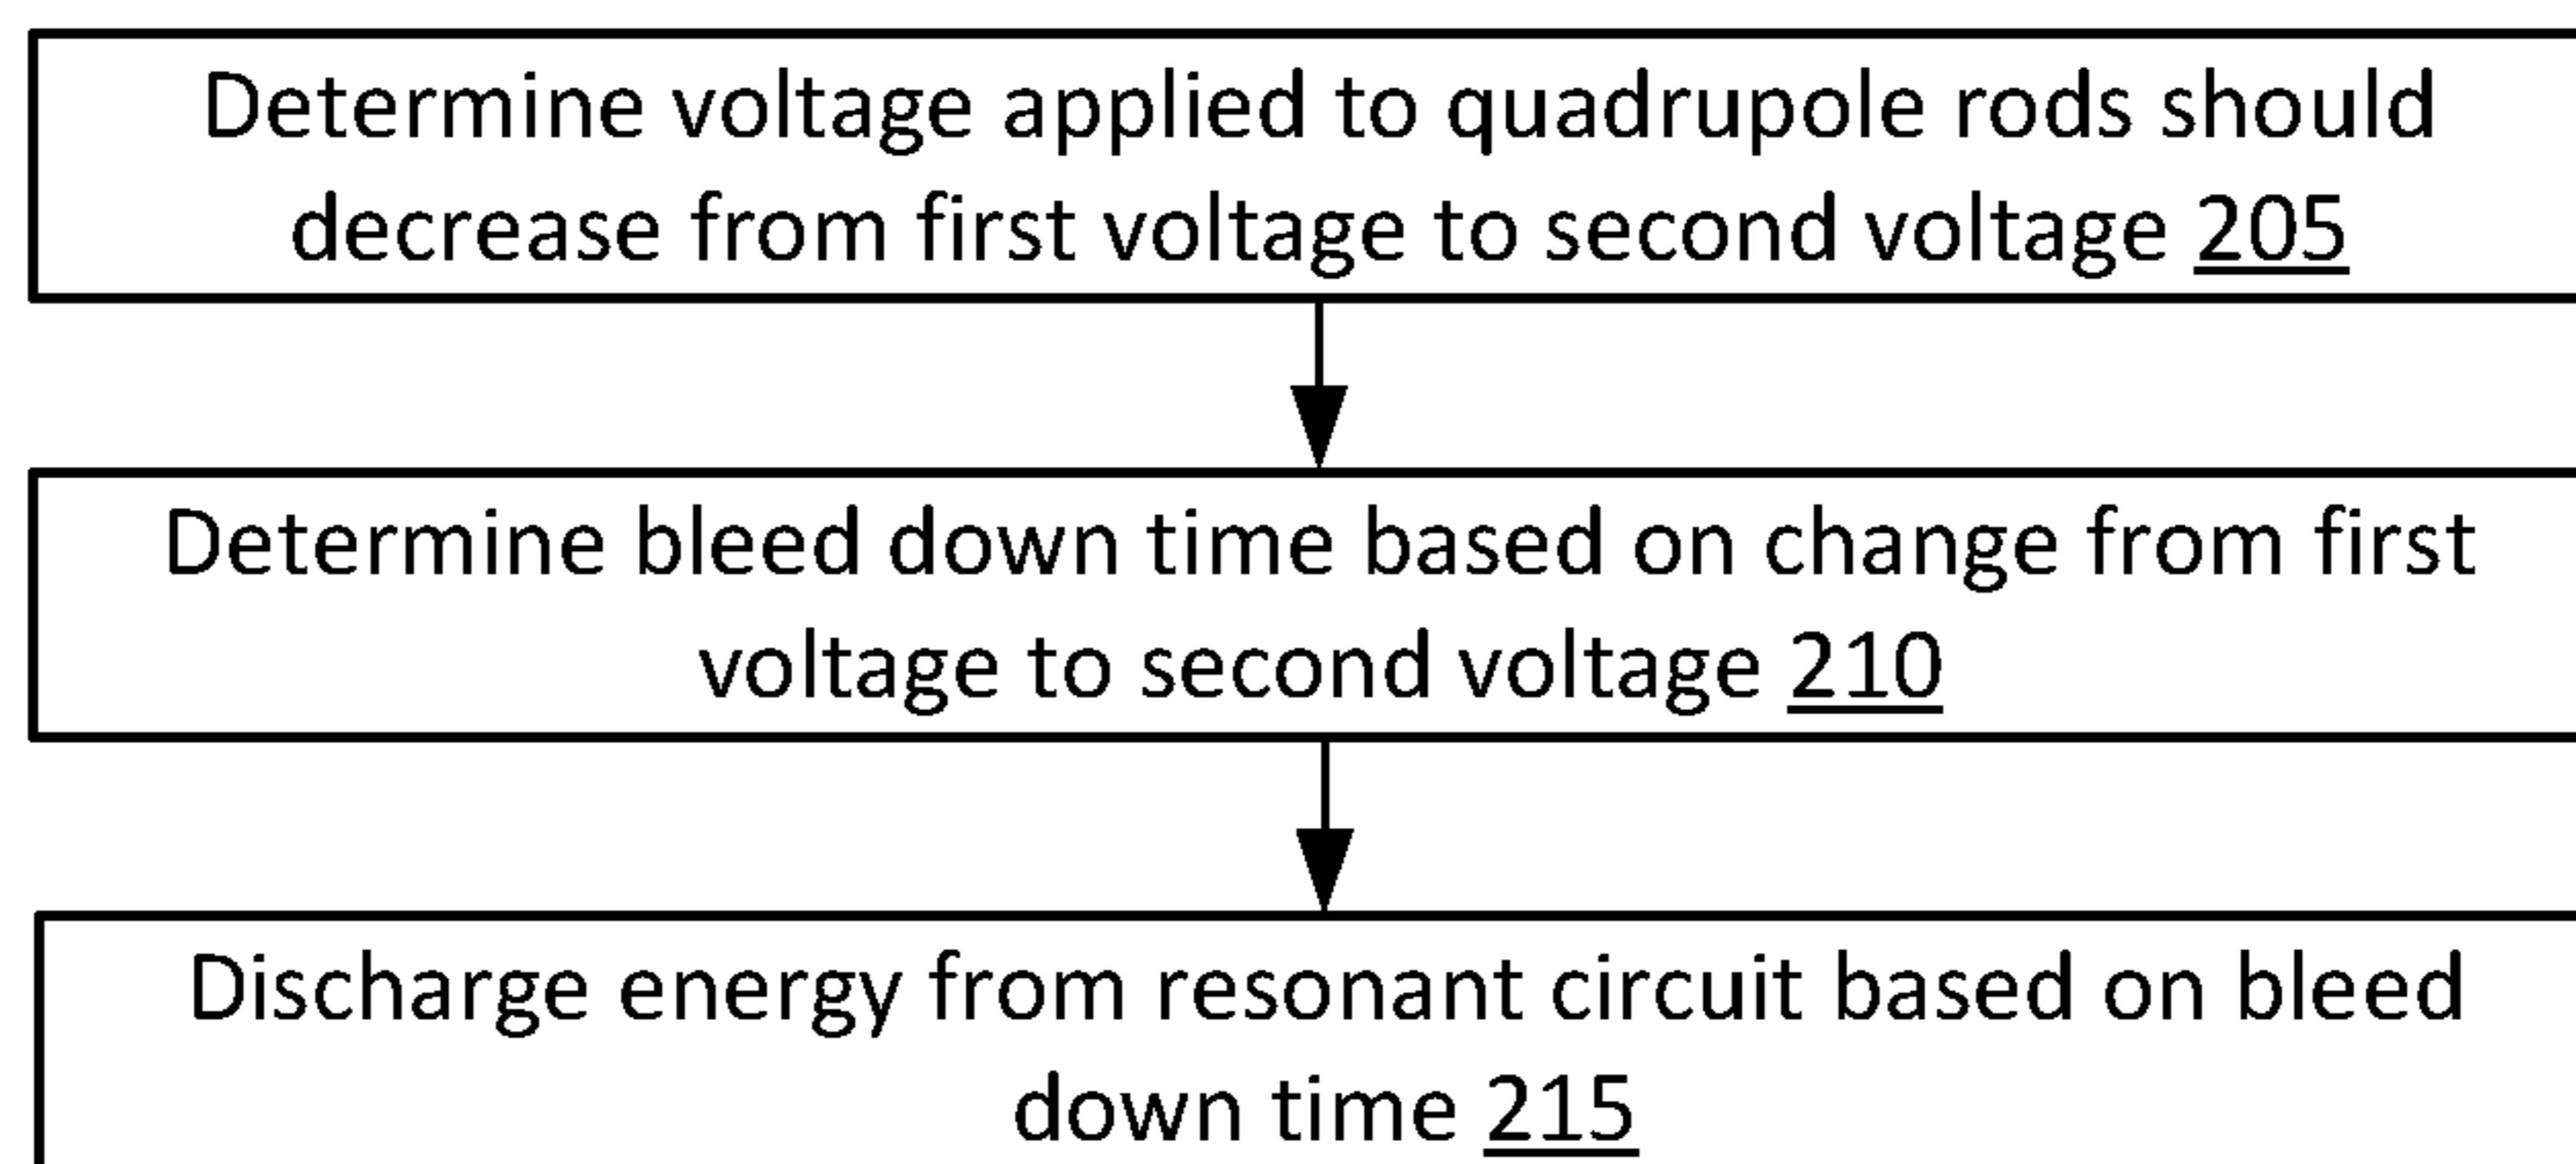 Determine voltage applied to quadrupole rods should
decrease from first voltage to second voltage 205
Determine bleed down time based on change from first
voltage to second voltage 210
Discharge energy from resonant circuit based on bleed
down time 215